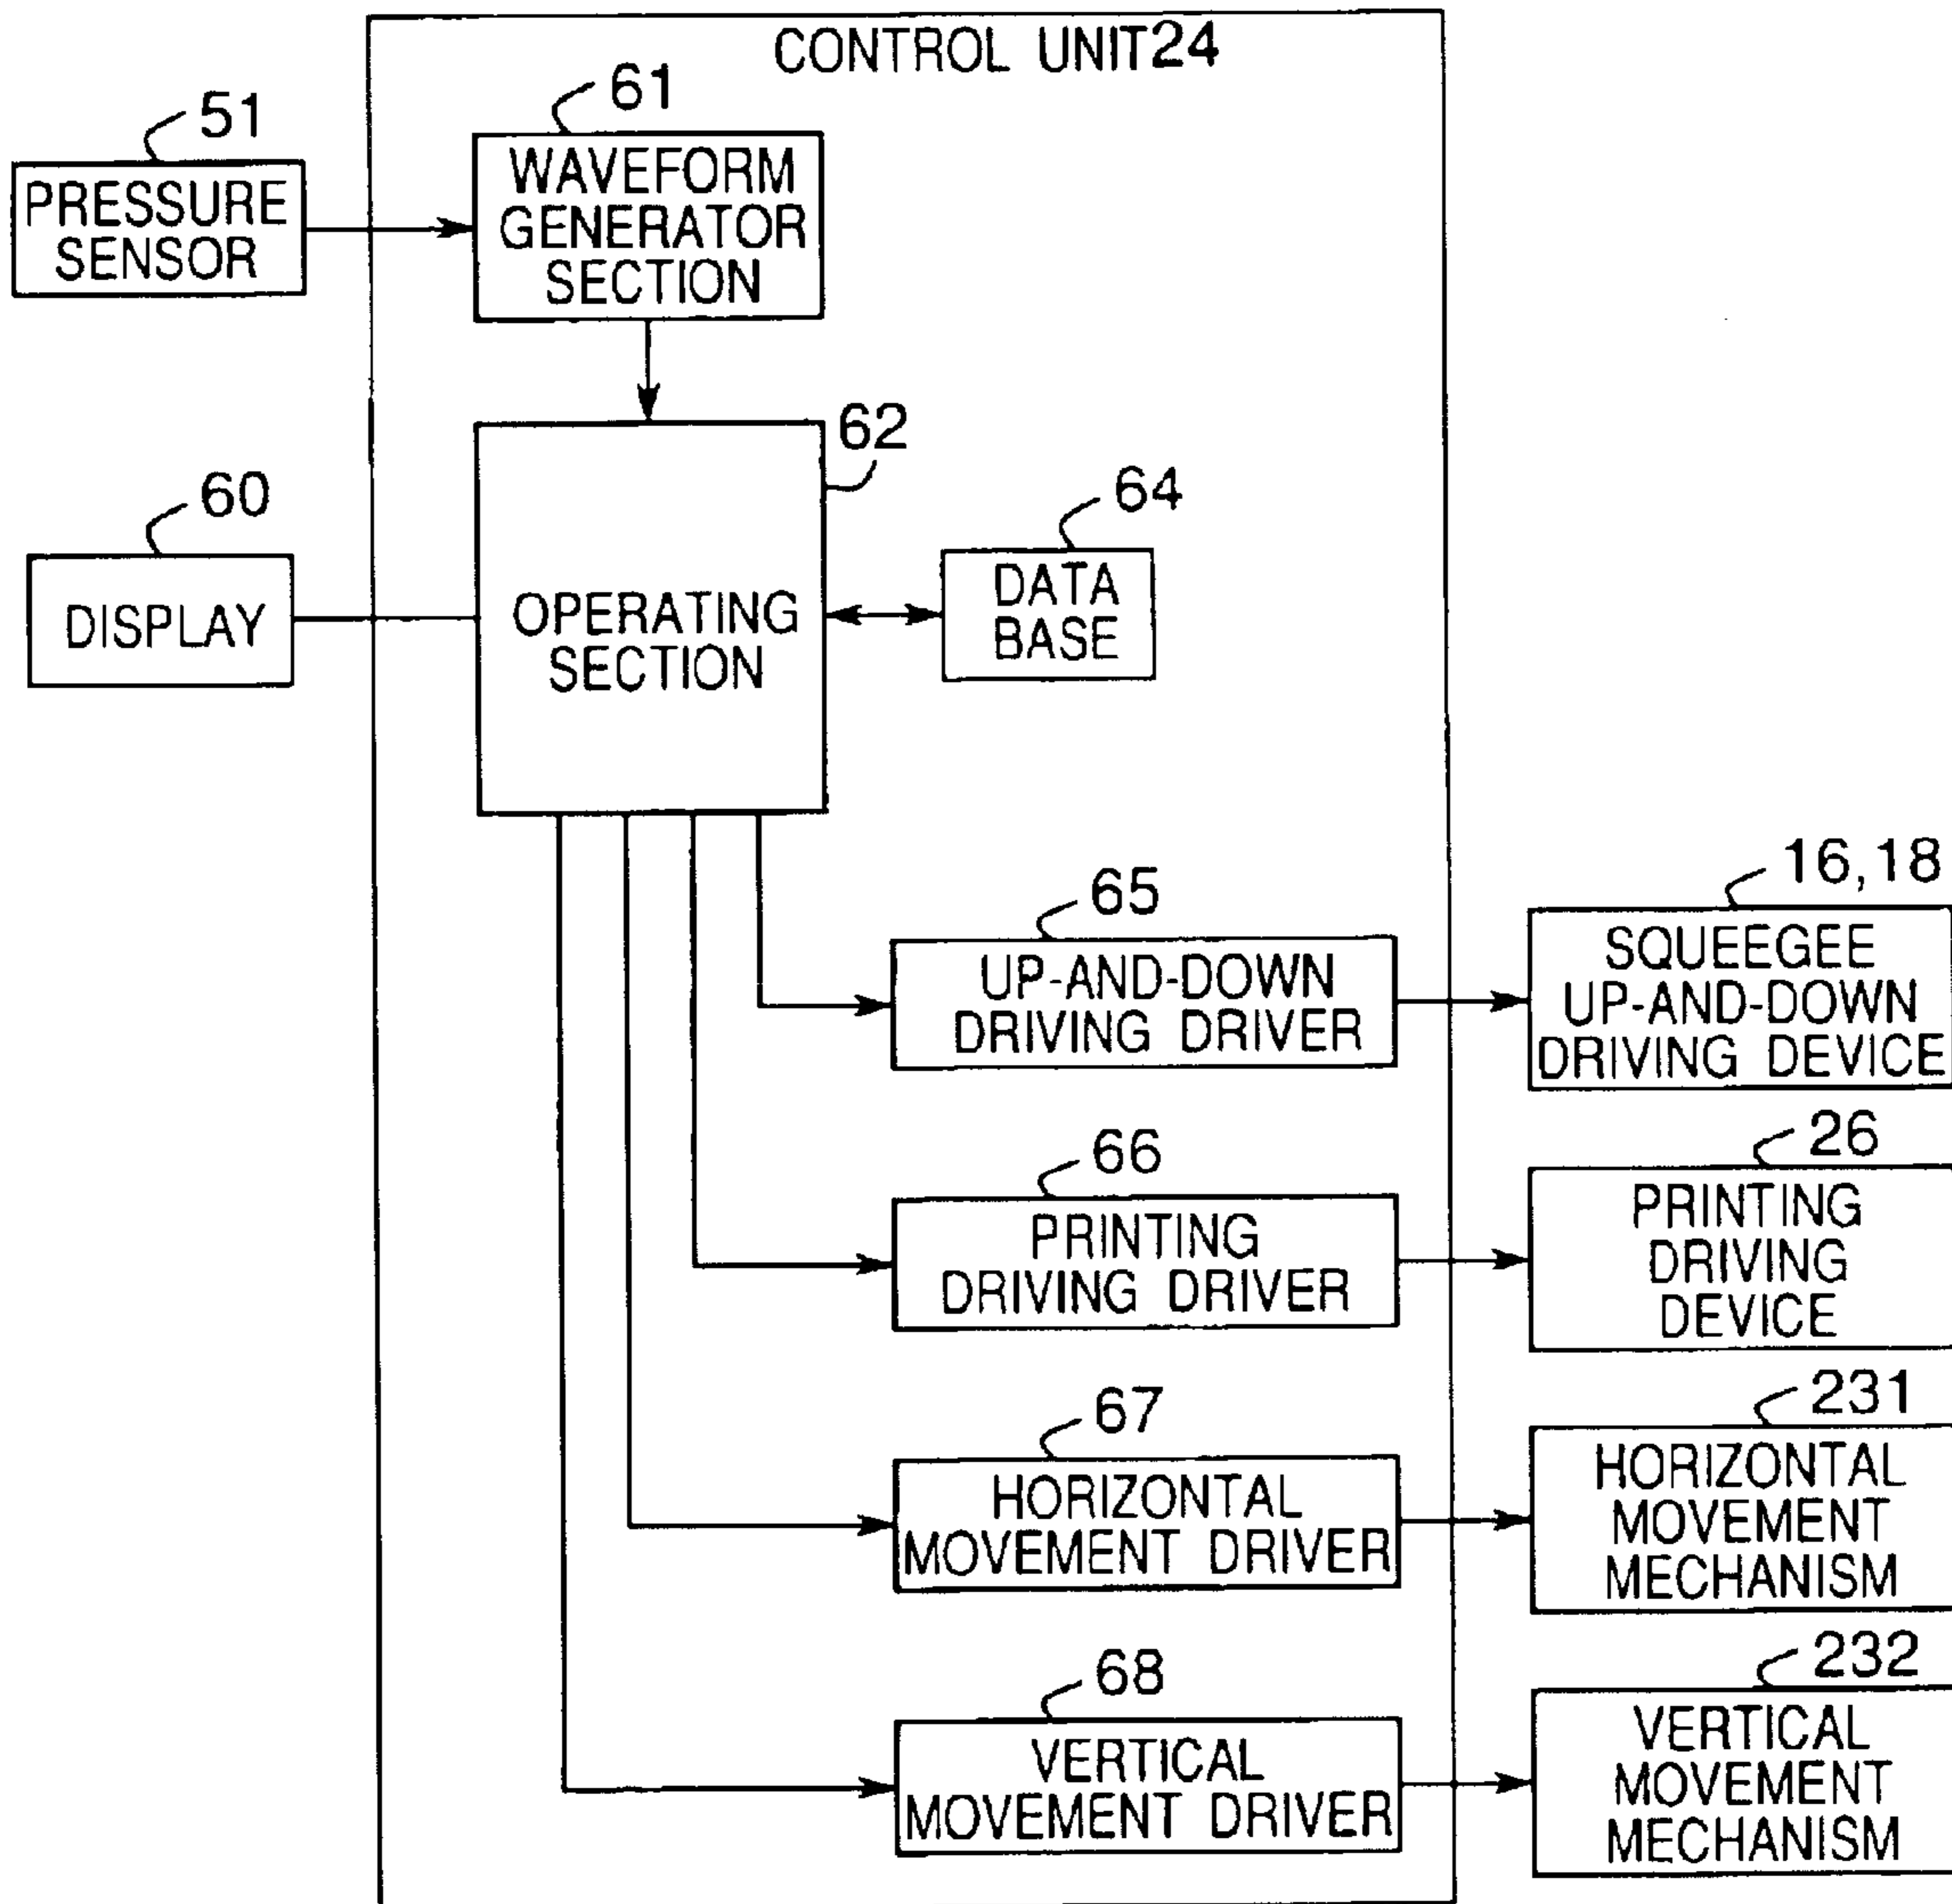 CONTROL UNIT24
61
51
WAVEFORM
GENERATOR
SECTION
PRESSURE
SENSOR
62
60
64
DISPLAY
OPERATING
SECTION
DATA
BASE
65
16,18
UP-AND-DOWN
DRIVING DRIVER
SQUEEGEE
UP-AND-DOWN
DRIVING DEVICE
66
26
PRINTING
DRIVING DRIVER
PRINTING
DRIVING
DEVICE
67
231
HORIZONTAL
MOVEMENT DRIVER
HORIZONTAL
MOVEMENT
MECHANISM
68
232
VERTICAL
MOVEMENT DRIVER
VERTICAL
MOVEMENT
MECHANISM